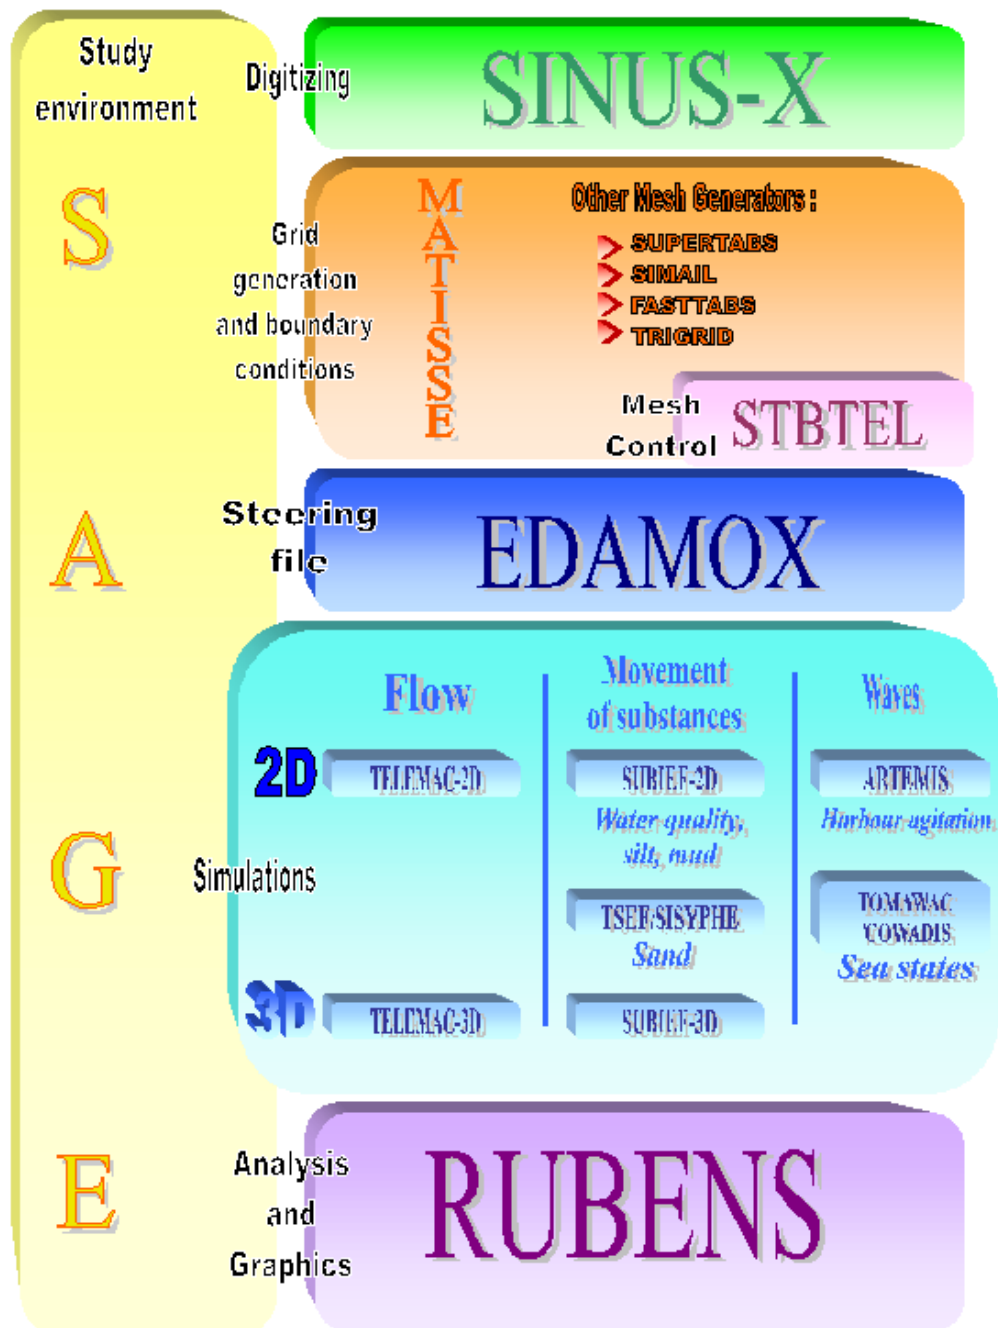 Study
environment
S
A
G
E
Digitizing
SINUS-X
Grid
generation
and boundary
conditions
MATISSE
Other Mesh Generators :
SUPERTABS
SIMAIL
FASTTABS
TRIGRID
Mesh
Control
STBTEL
Steering
file
EDAMOX
Simulations
Flow
Movement
of substances
Waves
2D
TELEMAC-2D
SUBIEF-2D
ARTEMIS
Water quality,
silt, mud
Harbour agitation
TSEF/SISYPHE
Sand
TOMAWAC
COWADIS
Sea states
3D
TELEMAC-3D
SUBIEF-3D
Analysis
and
Graphics
RUBENS